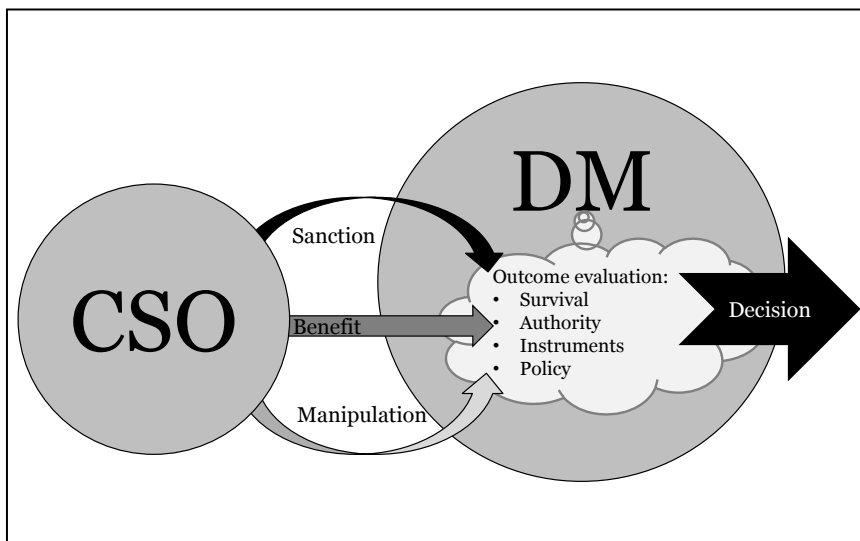 DM
Sanction
CSO
Outcome evaluation:
• Survival
• Authority
• Instruments
• Policy
Benefit
Decision
Manipulation